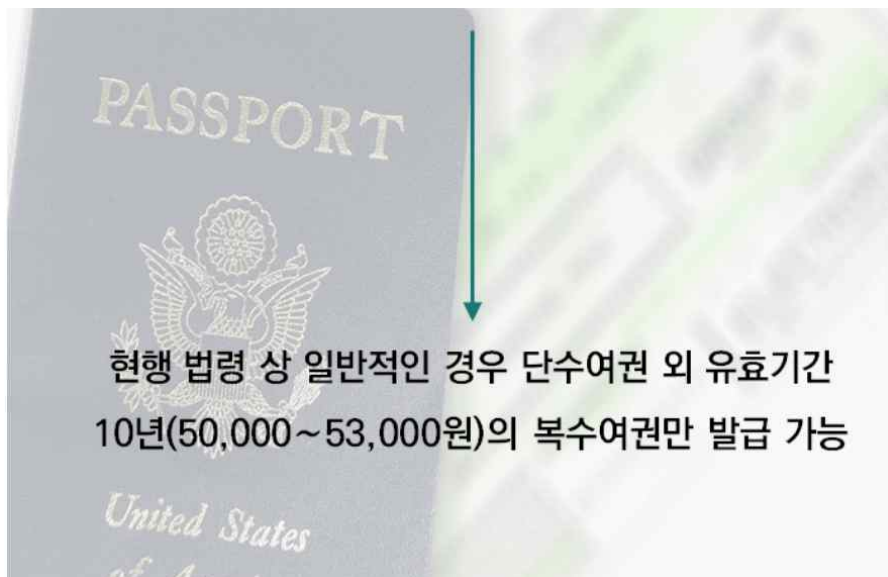 PASSPORT
현행 법령 상 일반적인 경우 단수여권 외 유효기간
10년(50,000~53,000원)의 복수여권만 발급 가능
United States
of